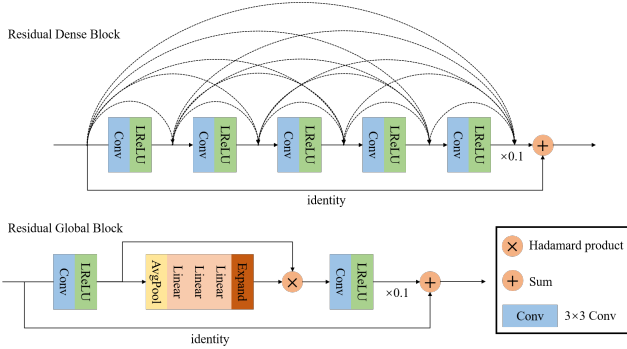 Residual Dense Block
Conv LReLU Conv LReLU Conv LReLU Conv LReLU Conv LReLU
×0.1
+
identity
Residual Global Block
Conv LReLU AvgPool Linear Linear Linear Expand × Conv LReLU
×0.1
+
identity
× Hadamard product
+ Sum
Conv 3×3 Conv